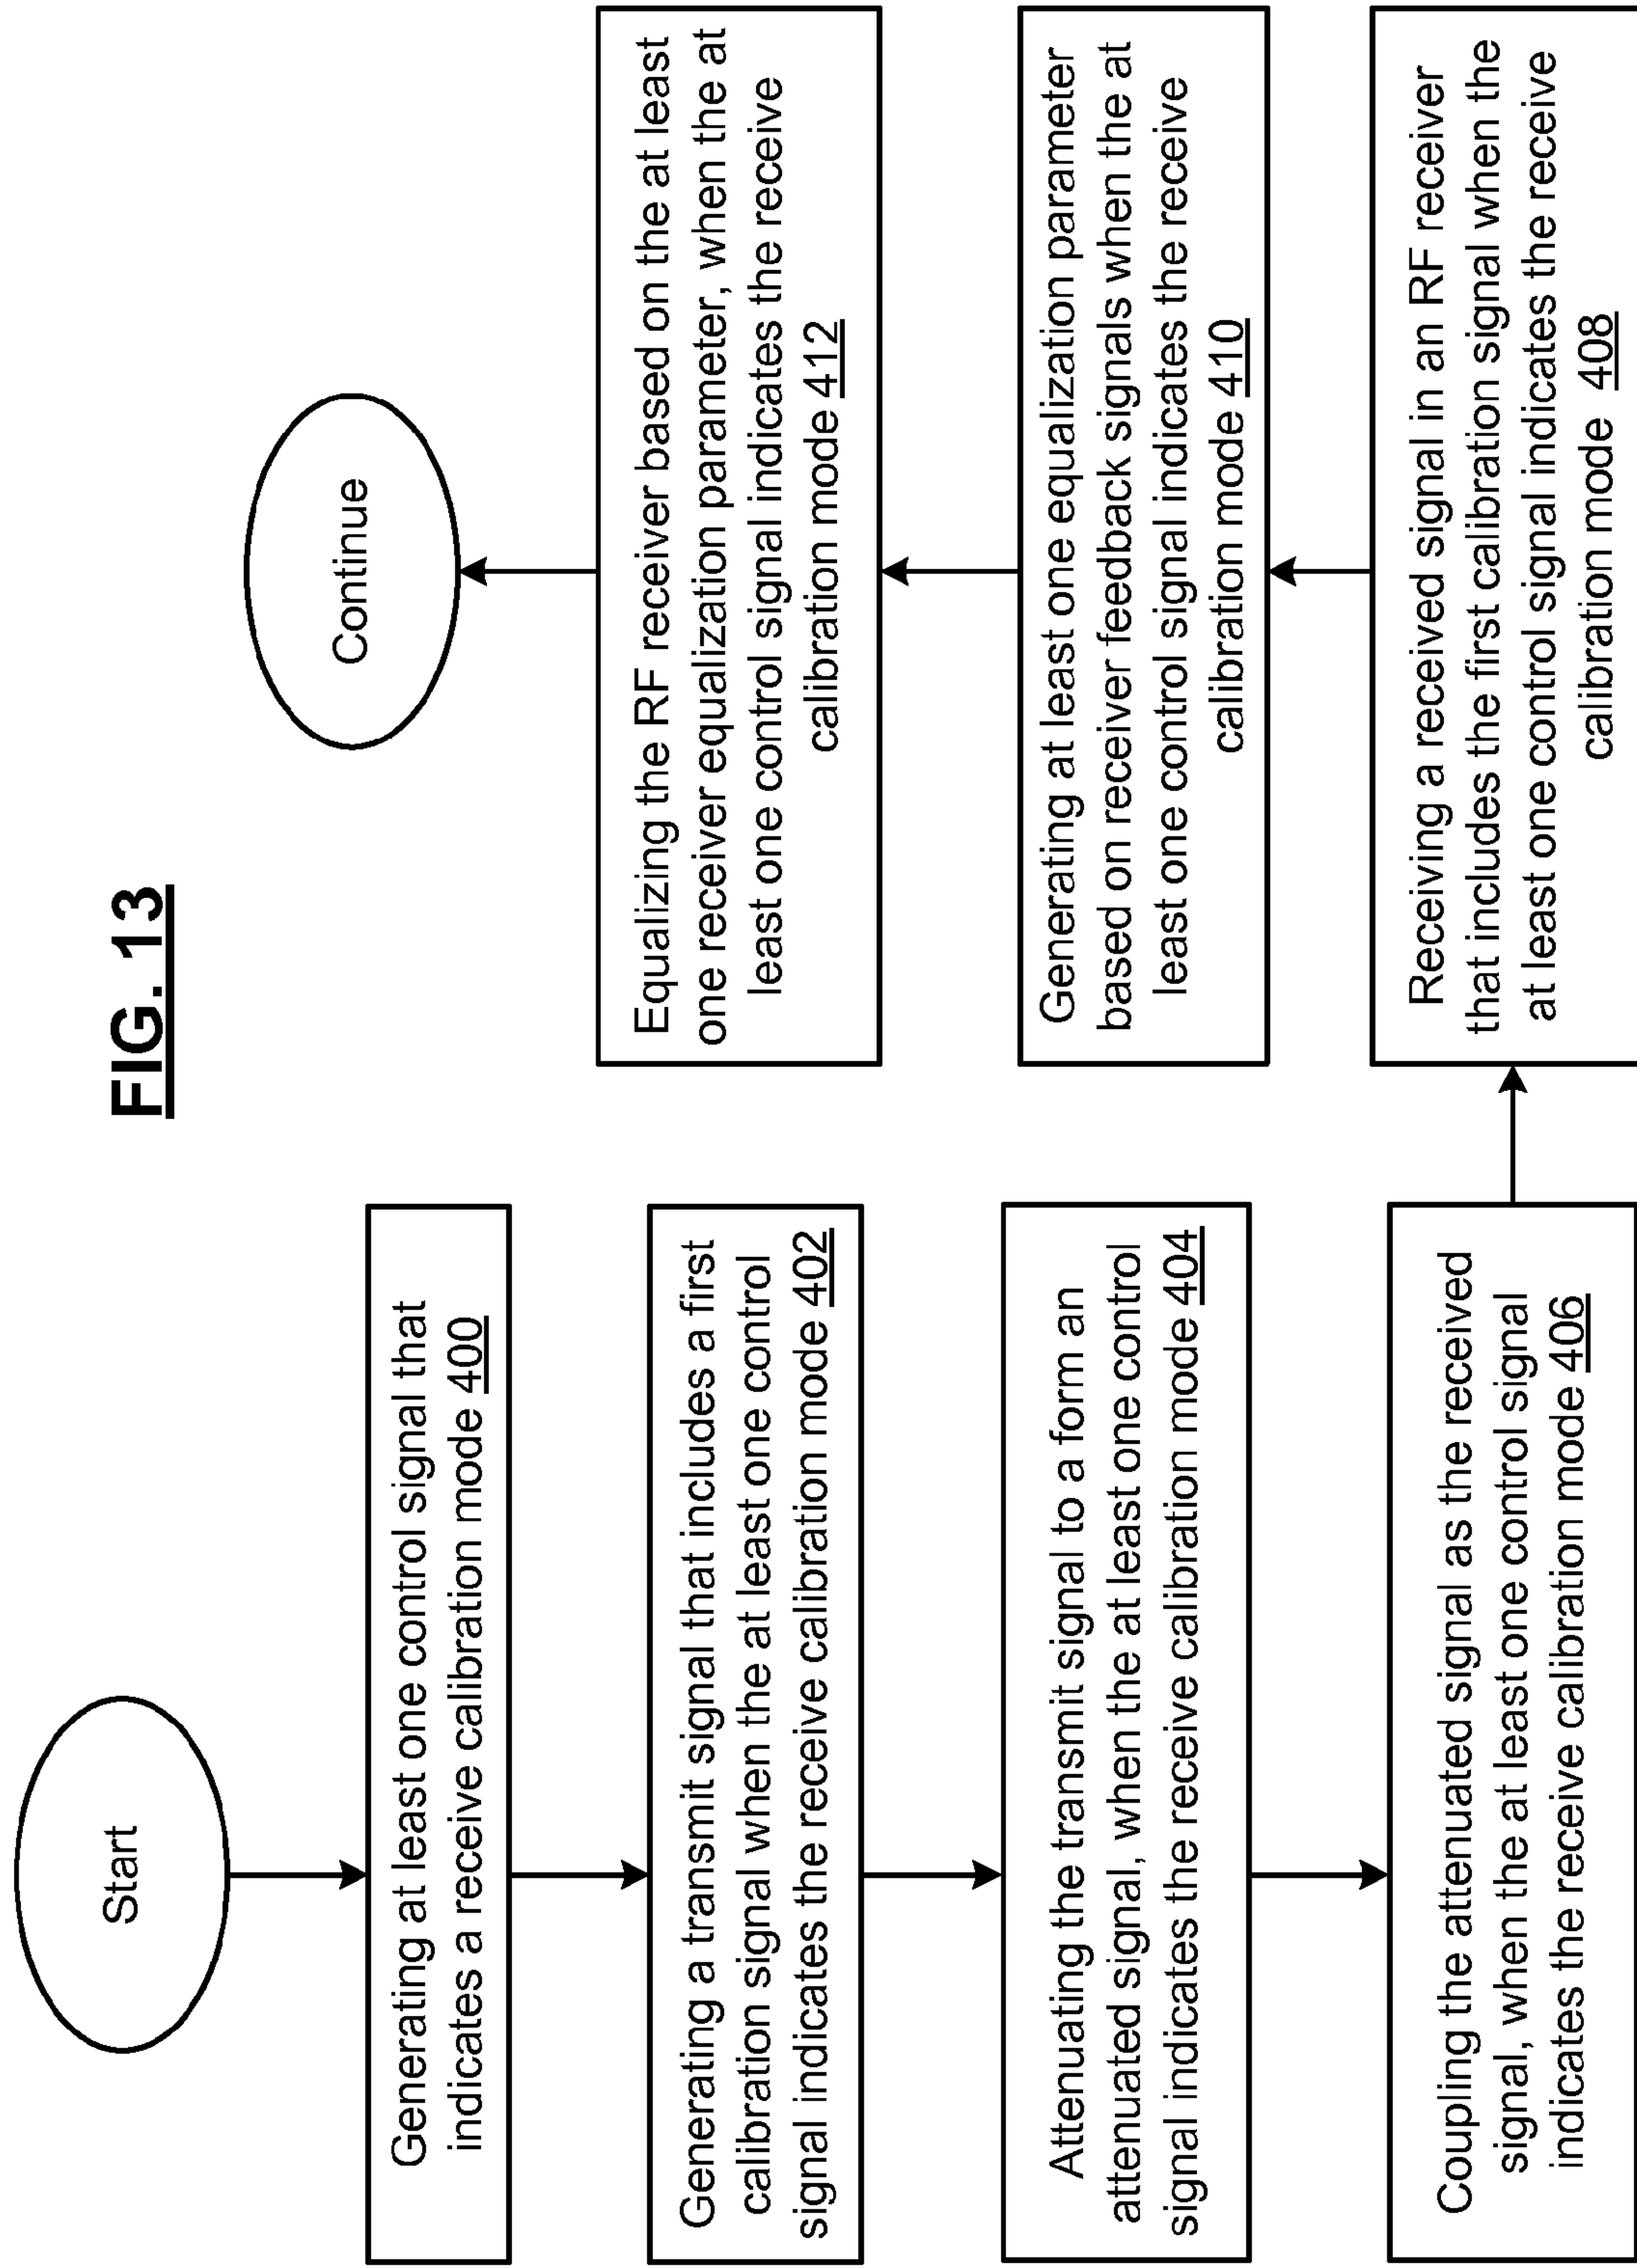 FIG. 13
Start
Generating at least one control signal that
indicates a receive calibration mode 400
Generating a transmit signal that includes a first
calibration signal when the at least one control
signal indicates the receive calibration mode 402
Attenuating the transmit signal to a form an
attenuated signal, when the at least one control
signal indicates the receive calibration mode 404
Coupling the attenuated signal as the received
signal, when the at least one control signal
indicates the receive calibration mode 406
Receiving a received signal in an RF receiver
that includes the first calibration signal when the
at least one control signal indicates the receive
calibration mode 408
Generating at least one equalization parameter
based on receiver feedback signals when the at
least one control signal indicates the receive
calibration mode 410
Equalizing the RF receiver based on the at least
one receiver equalization parameter, when the at
least one control signal indicates the receive
calibration mode 412
Continue